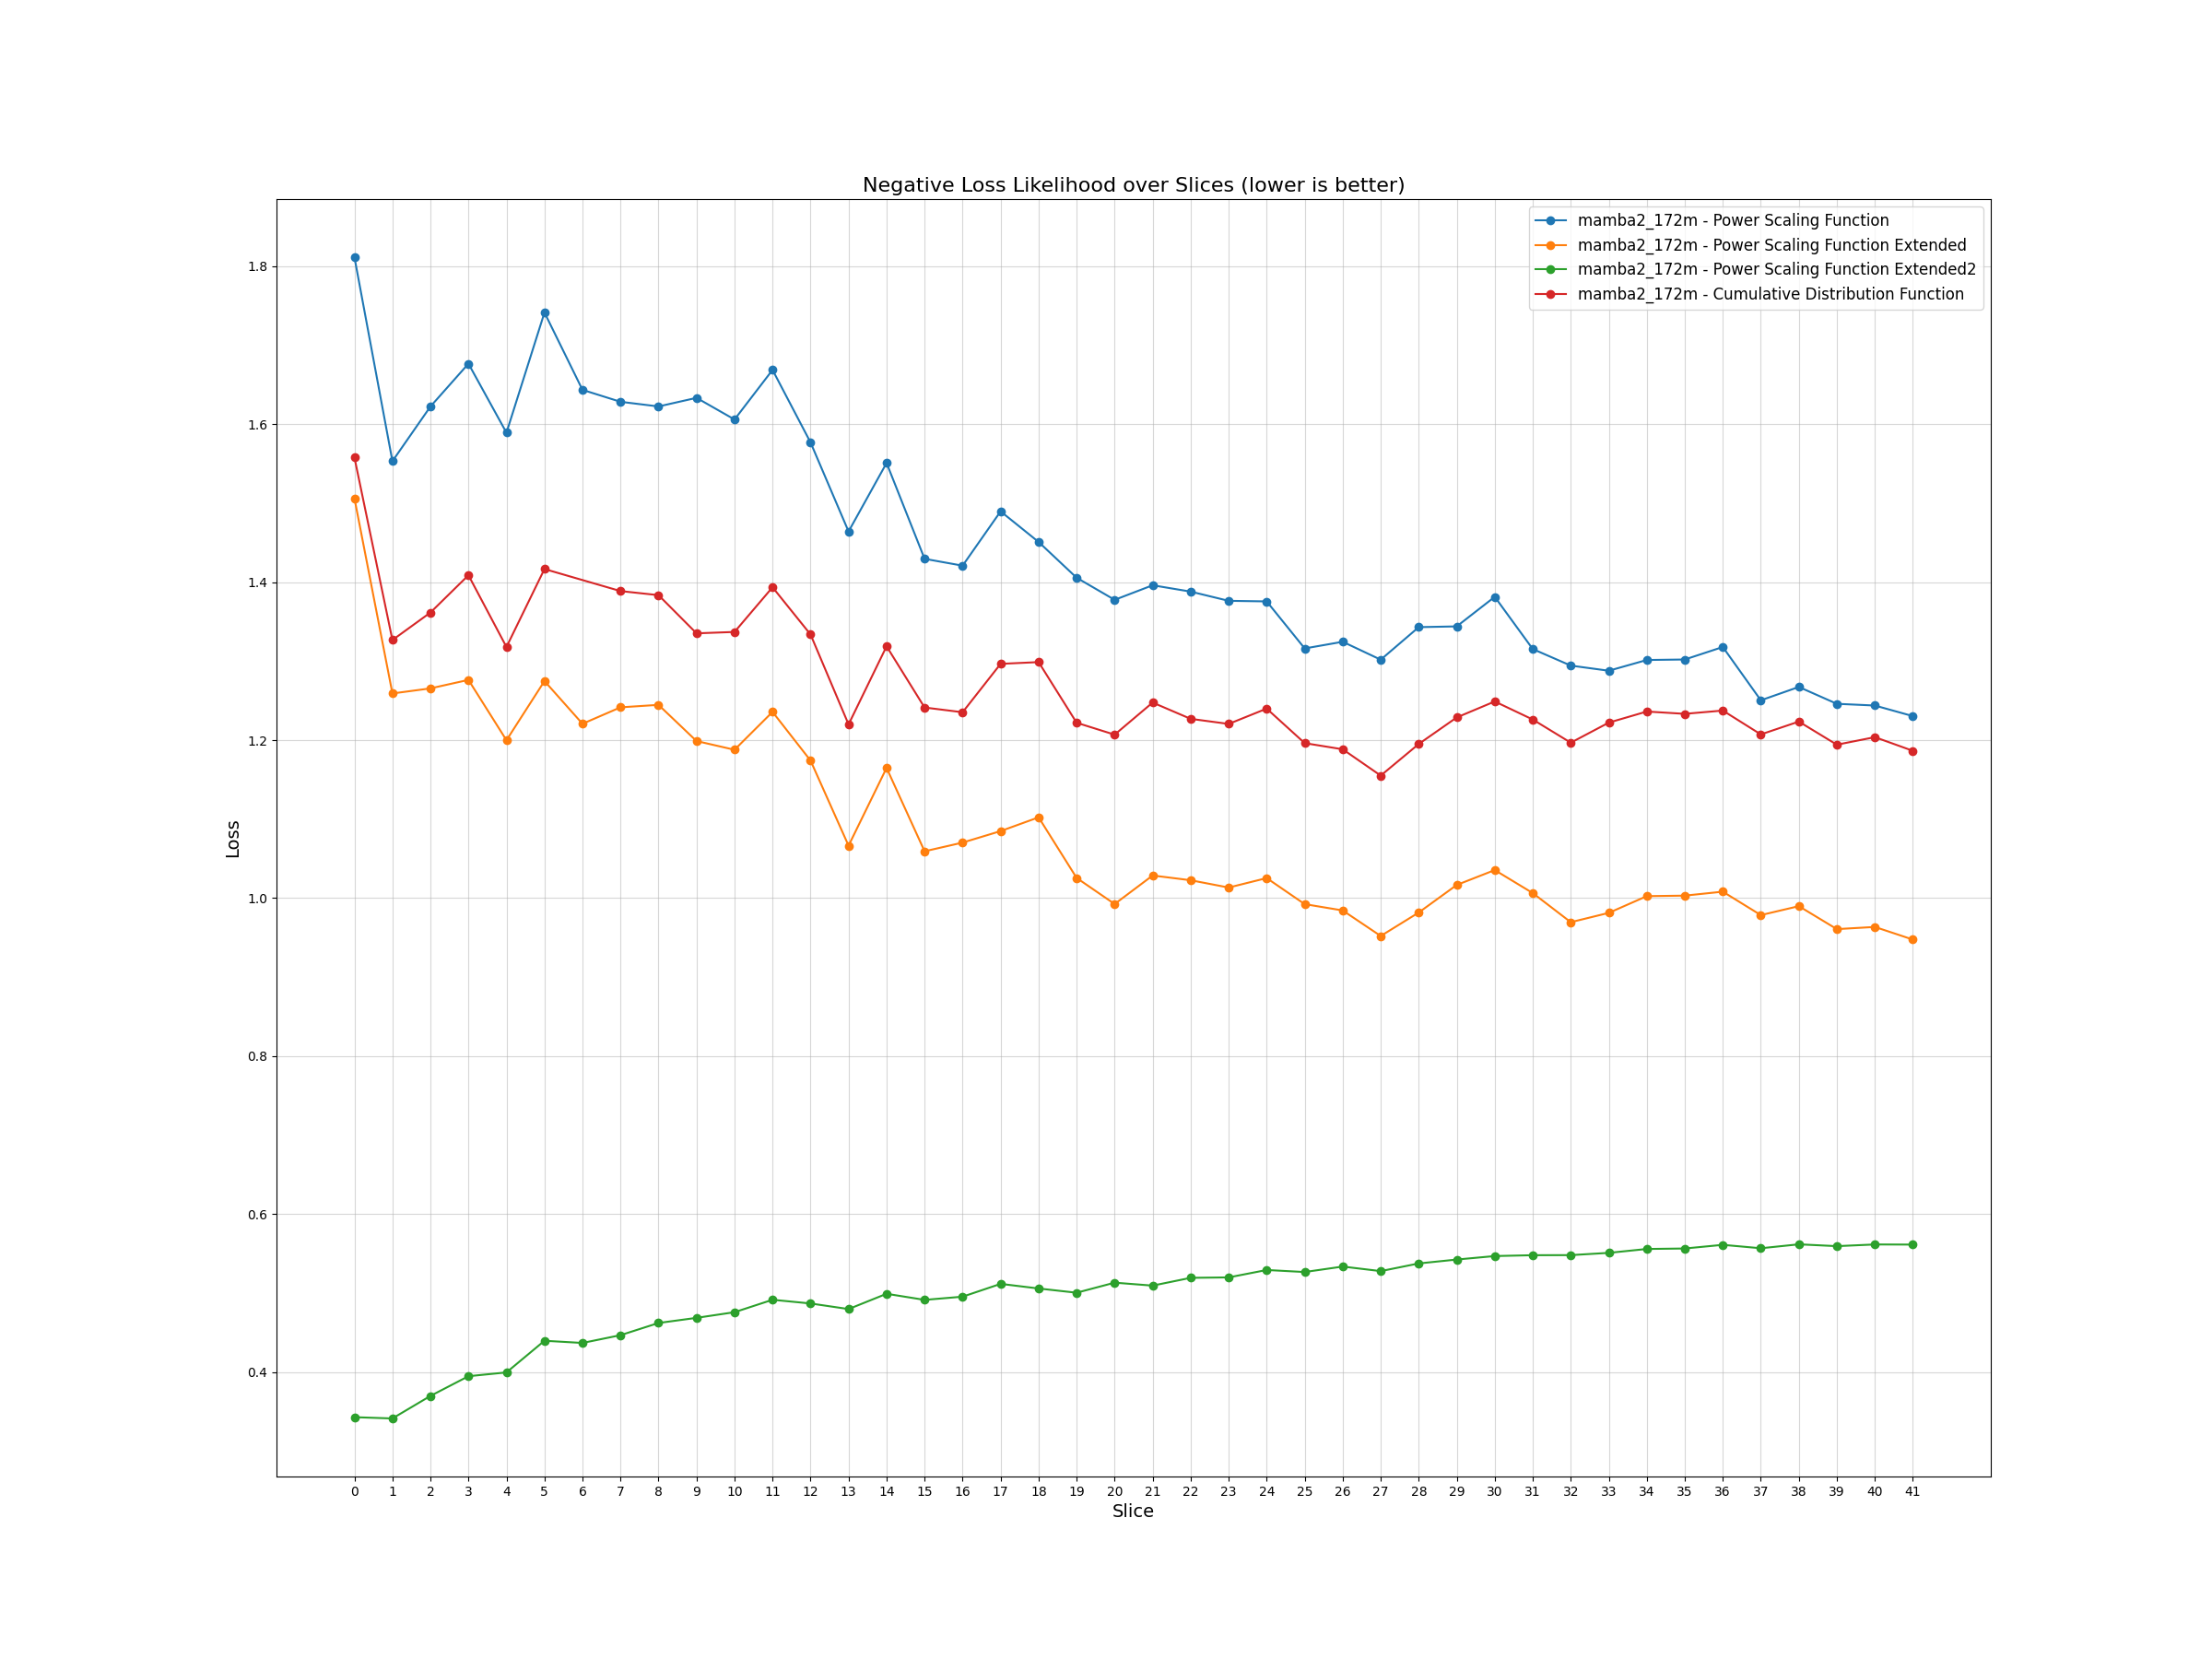 Negative Loss Likelihood over Slices (lower is better)
mamba2_172m - Power Scaling Function
mamba2_172m - Power Scaling Function Extended
mamba2_172m - Power Scaling Function Extended2
mamba2_172m - Cumulative Distribution Function
1.8
1.6
1.4
1.2
1.0
0.8
0.6
0.4
Loss
0 1 2 3 4 5 6 7 8 9 10 11 12 13 14 15 16 17 18 19 20 21 22 23 24 25 26 27 28 29 30 31 32 33 34 35 36 37 38 39 40 41
Slice